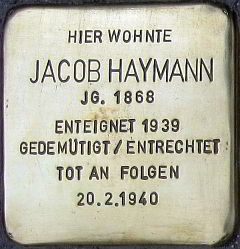 HIER WOHNTE
JACOB HAYMANN
JG. 1868
ENTEIGNET 1939
GEDEMÜTIGT / ENTRECHTET
TOT AN FOLGEN
20.2.1940